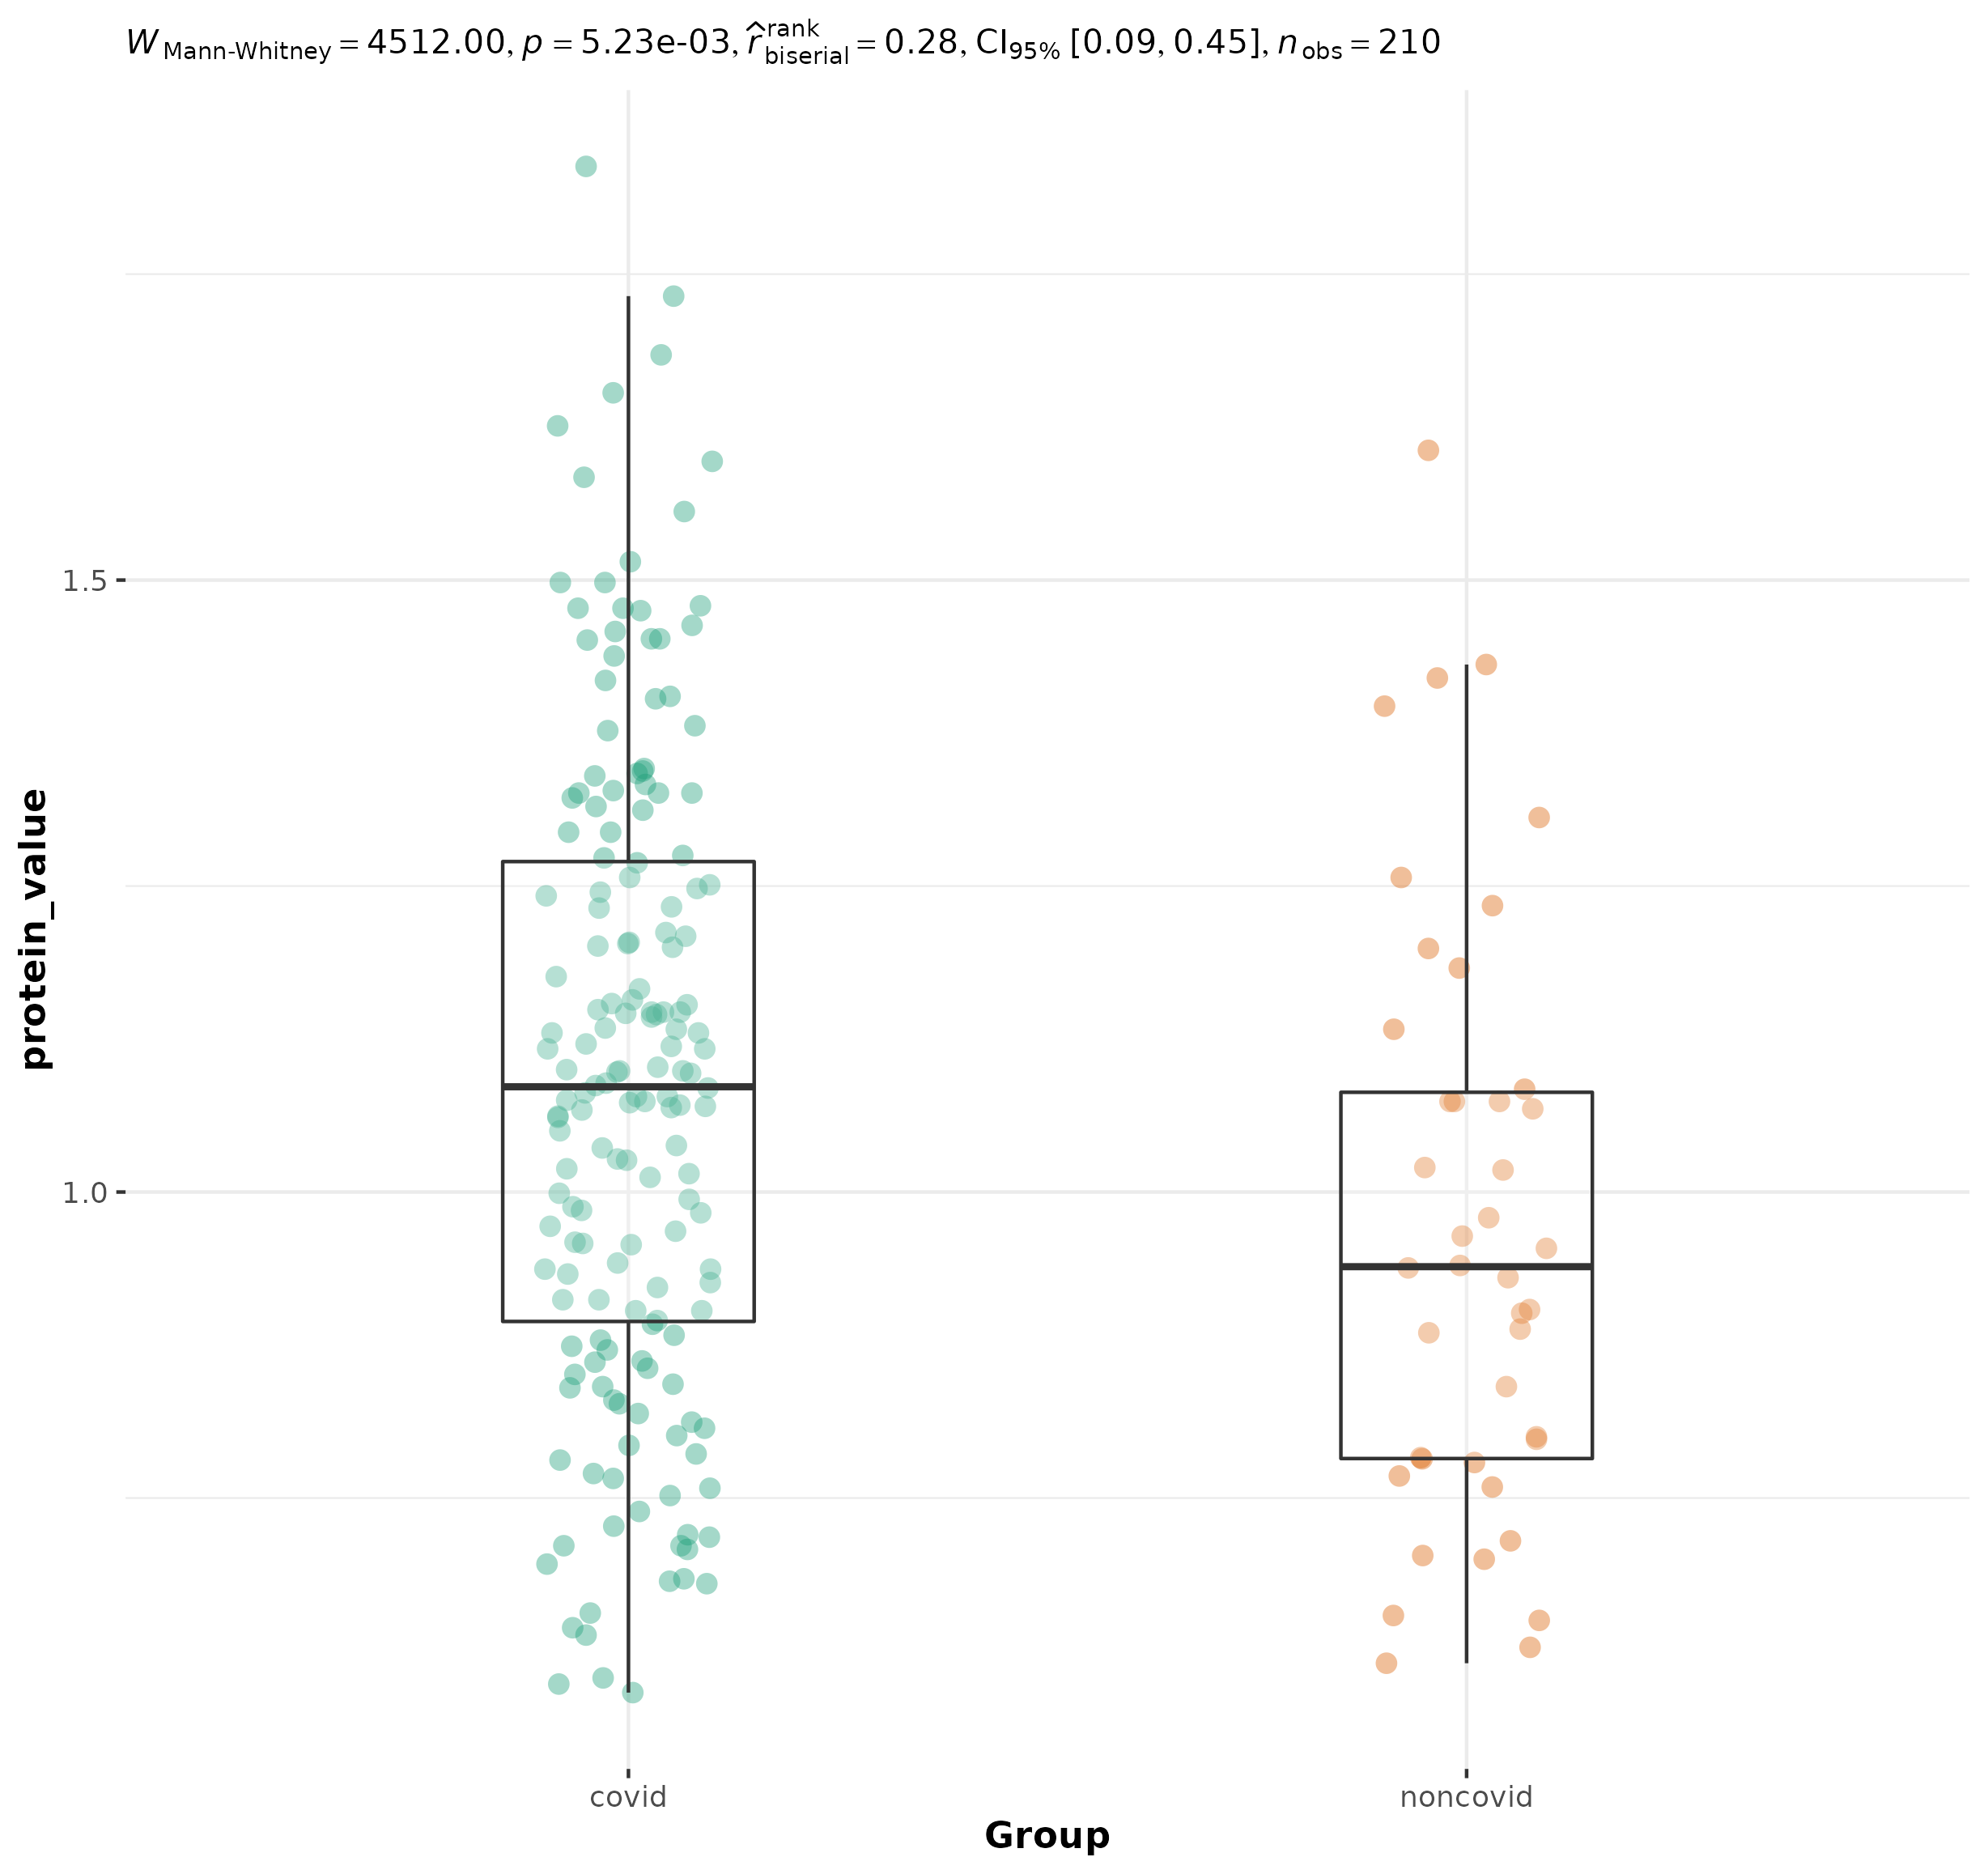 W Mann-Whitney = 4512.00, p = 5.23e-03, r̂ rank biserial = 0.28, CI95% [0.09, 0.45], nobs = 210
protein_value
1.5
1.0
covid noncovid
Group